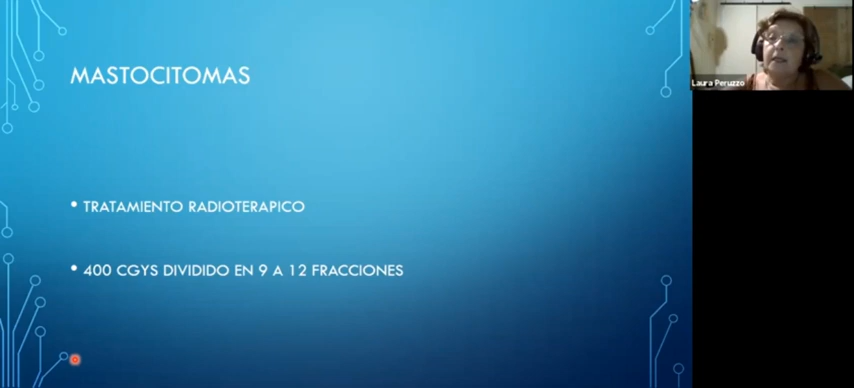 MASTOCITOMAS
• TRATAMIENTO RADIOTERAPICO
• 400 CGYS DIVIDIDO EN 9 A 12 FRACCIONES
Laura Peruzzo